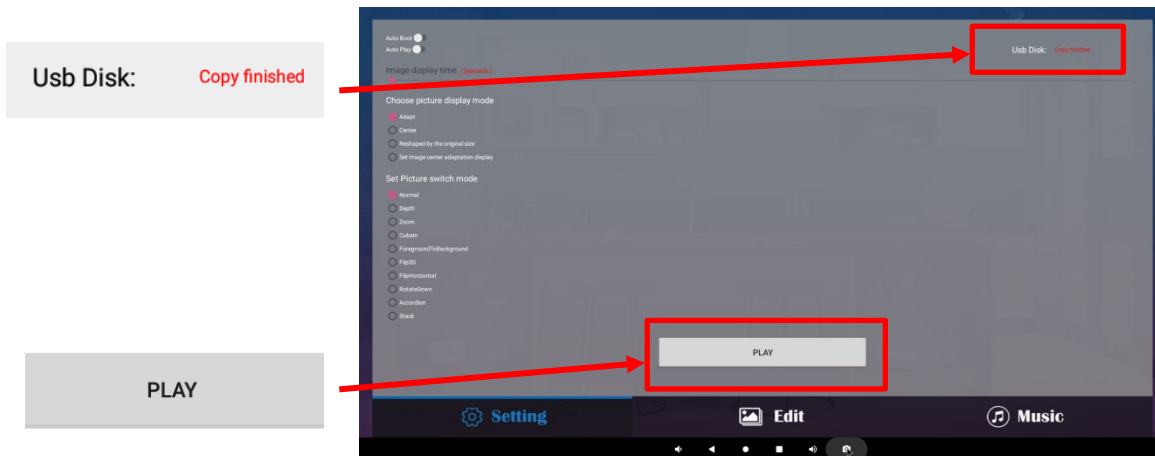 Usb Disk: Copy finished
PLAY
Auto Boot
Auto Play
Usb Disk: Copy finished
Image display time (2seconds)
Choose picture display mode
Adapt
Center
Reshaped by the original size
Set image center adaptation display
Set Picture switch mode
Normal
Depth
Zoom
CubeIn
ForegroundToBackground
Flip3D
FlipHorizontal
RotateDown
Accordion
Stack
PLAY
Setting
Edit
Music